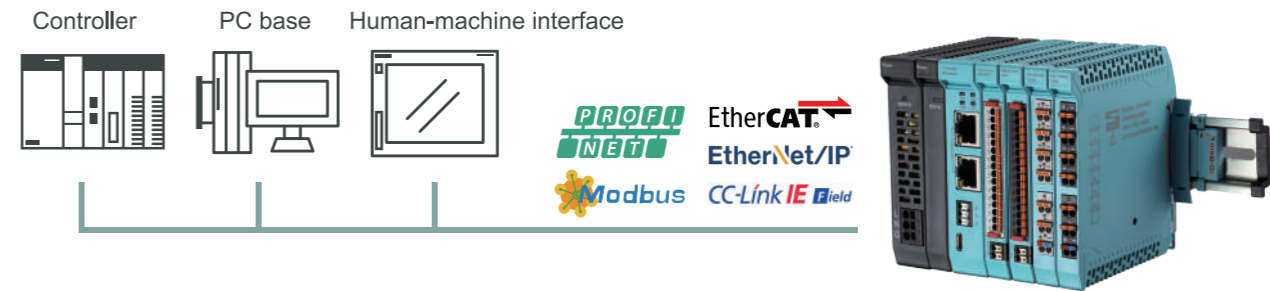 Controller
PC base
Human-machine interface
PROFI
NET
EtherCAT.
EtherNet/IP
Modbus
CC-Link IE Field